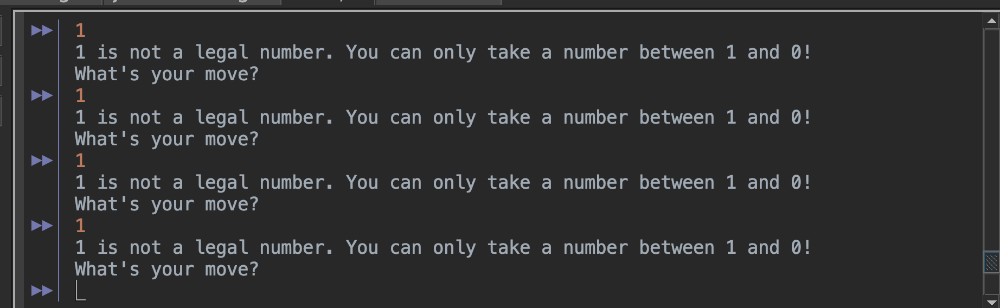 1
1 is not a legal number. You can only take a number between 1 and 0!
What's your move?
1
1 is not a legal number. You can only take a number between 1 and 0!
What's your move?
1
1 is not a legal number. You can only take a number between 1 and 0!
What's your move?
1
1 is not a legal number. You can only take a number between 1 and 0!
What's your move?